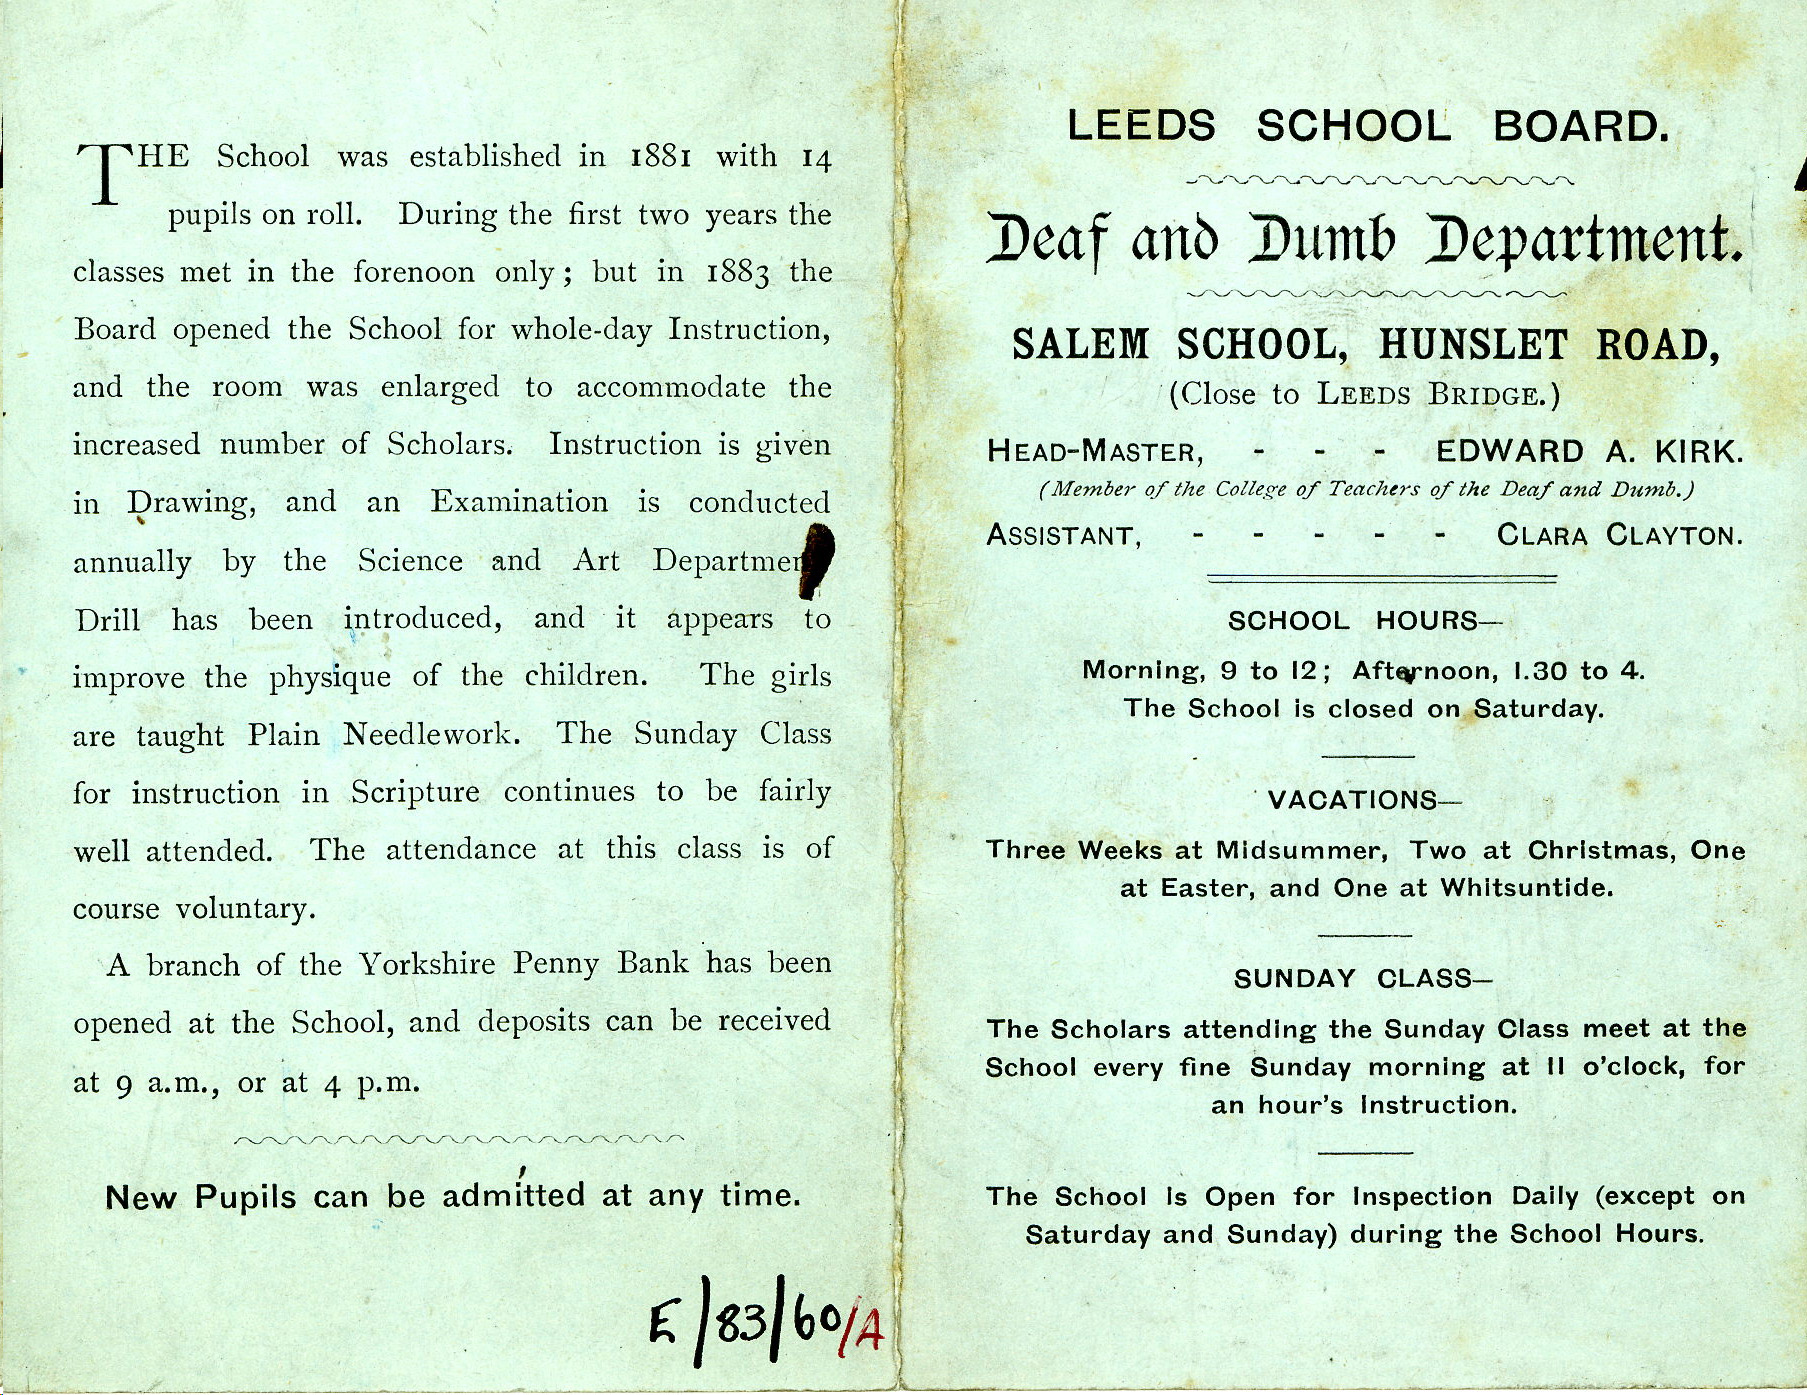 THE School was established in 1881 with 14
pupils on roll. During the first two years the
classes met in the forenoon only; but in 1883 the
Board opened the School for whole-day Instruction,
and the room was enlarged to accommodate the
increased number of Scholars. Instruction is given
in Drawing, and an Examination is conducted
annually by the Science and Art Departmen
Drill has been introduced, and it appears to
improve the physique of the children. The girls
are taught Plain Needlework. The Sunday Class
for instruction in Scripture continues to be fairly
well attended. The attendance at this class is of
course voluntary.
A branch of the Yorkshire Penny Bank has been
opened at the School, and deposits can be received
at 9 a.m., or at 4 p.m.
New Pupils can be admitted at any time.
E/83/60/A
LEEDS SCHOOL BOARD.
Deaf and Dumb Department.
SALEM SCHOOL, HUNSLET ROAD,
(Close to LEEDS BRIDGE.)
HEAD-MASTER, - - - EDWARD A. KIRK.
(Member of the College of Teachers of the Deaf and Dumb.)
ASSISTANT, - - - - - CLARA CLAYTON.
SCHOOL HOURS—
Morning, 9 to 12; Afternoon, 1.30 to 4.
The School is closed on Saturday.
VACATIONS—
Three Weeks at Midsummer, Two at Christmas, One
at Easter, and One at Whitsuntide.
SUNDAY CLASS—
The Scholars attending the Sunday Class meet at the
School every fine Sunday morning at 11 o'clock, for
an hour's Instruction.
The School is Open for Inspection Daily (except on
Saturday and Sunday) during the School Hours.